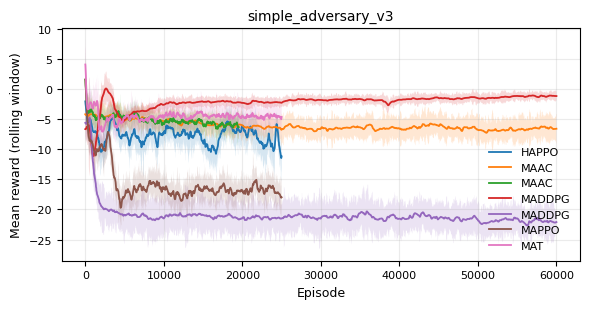 simple_adversary_v3
Mean reward (rolling window)
10
5
0
−5
−10
−15
−20
−25
HAPPO
MAAC
MAAC
MADDPG
MADDPG
MAPPO
MAT
0
10000
20000
30000
40000
50000
60000
Episode